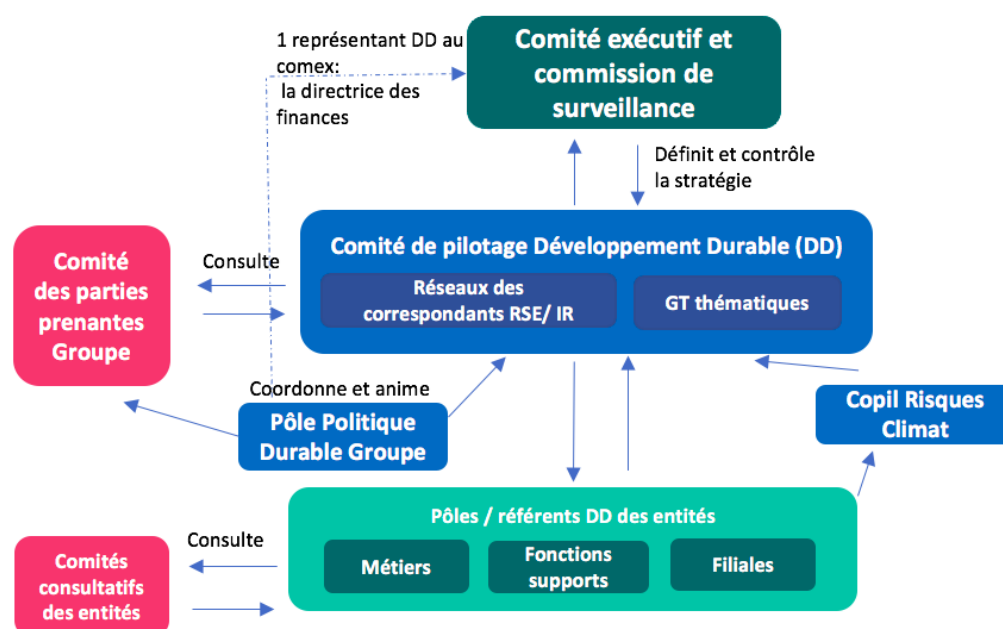 1 représentant DD au
comex:
la directrice des
finances
Comité exécutif et
commission de
surveillance
Définit et contrôle
la stratégie
Comité de pilotage Développement Durable (DD)
Réseaux des
correspondants RSE/ IR
GT thématiques
Comité
des parties
prenantes
Groupe
Consulte
Coordonne et anime
Pôle Politique
Durable Groupe
Copil Risques
Climat
Pôles / référents DD des entités
Métiers
Fonctions
supports
Filiales
Consulte
Comités
consultatifs
des entités